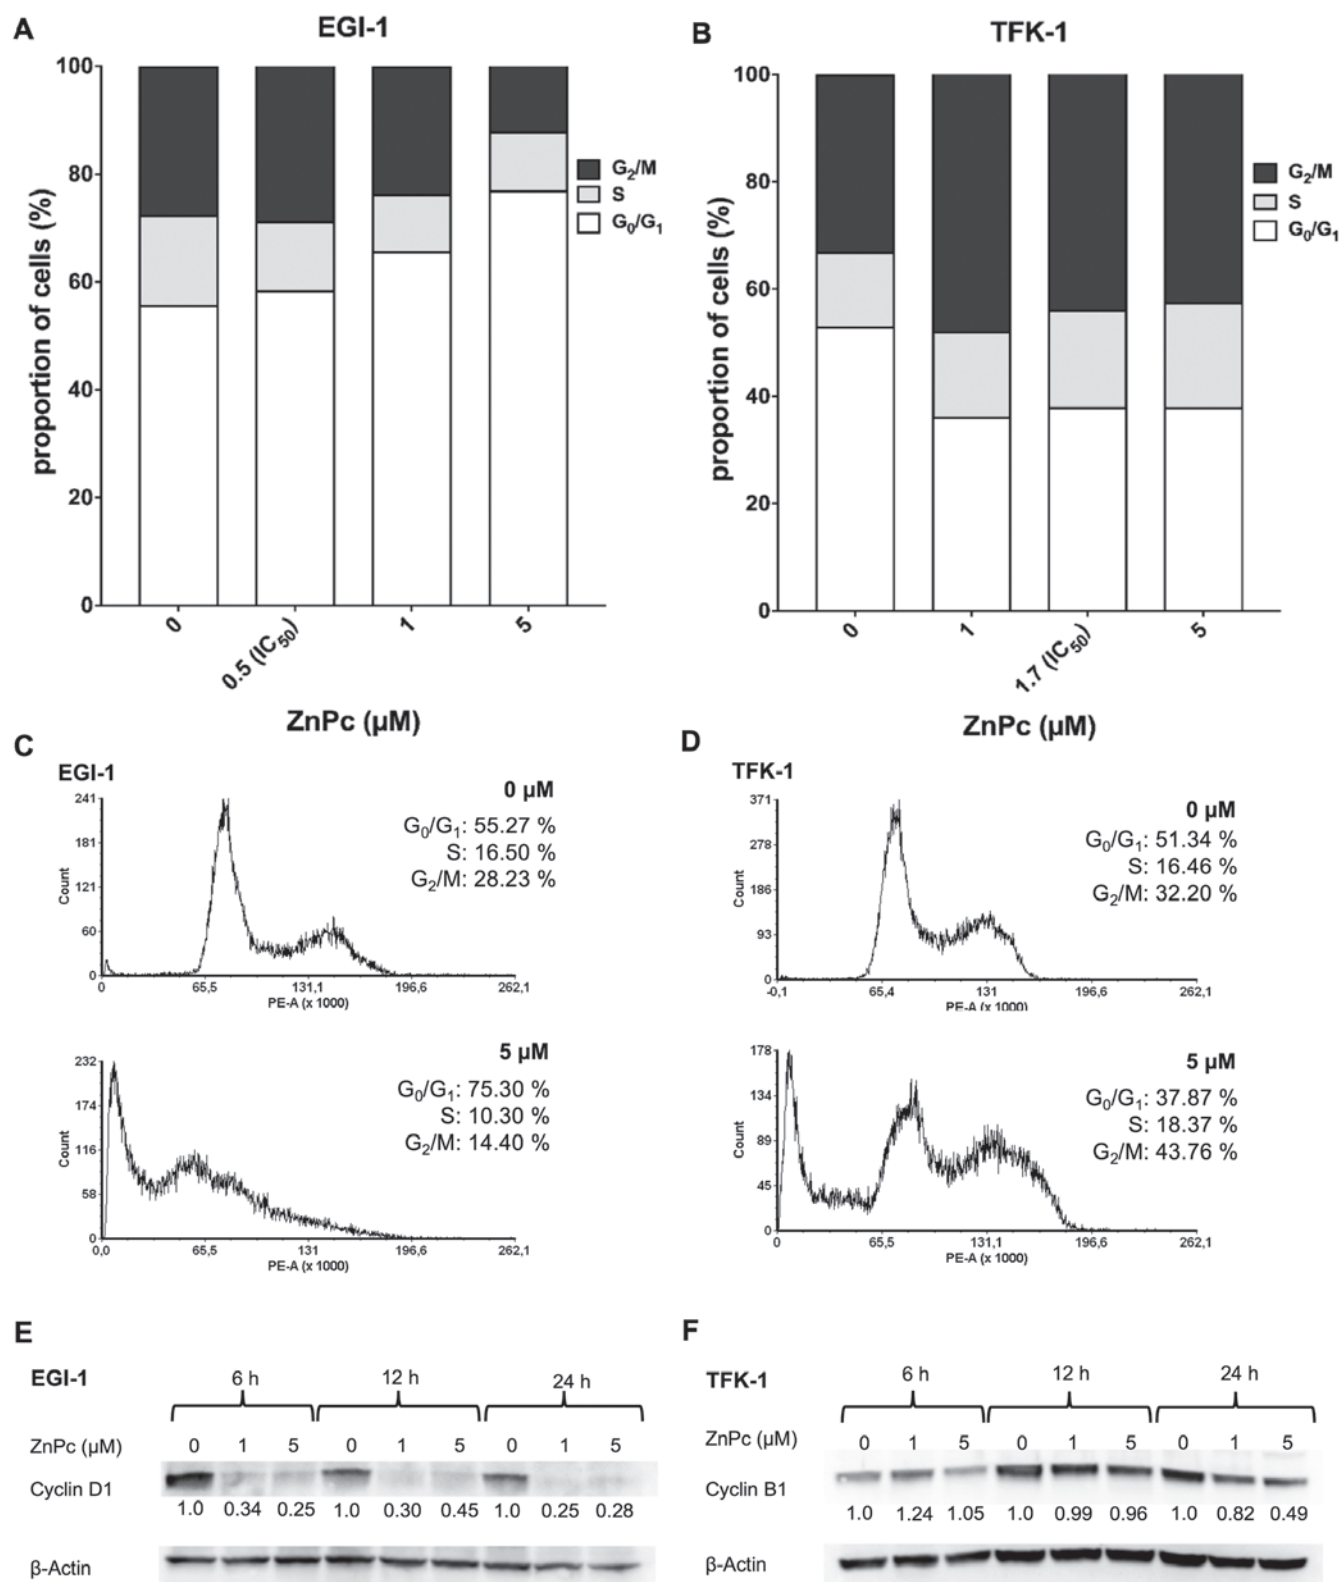 A
EGI-1
proportion of cells (%)
100
80
60
40
20
0
G₂/M
S
G₀/G₁
0
0.5 (IC₅₀)
1
5
ZnPc (µM)
B
TFK-1
proportion of cells (%)
100
80
60
40
20
0
G₂/M
S
G₀/G₁
0
1
1.7 (IC₅₀)
5
ZnPc (µM)
C
EGI-1
0 µM
G₀/G₁: 55.27 %
S: 16.50 %
G₂/M: 28.23 %
Count
241
181
121
60
0
0 65,5 131,1 196,6 262,1
PE-A (x 1000)
5 µM
G₀/G₁: 75.30 %
S: 10.30 %
G₂/M: 14.40 %
Count
232
174
116
58
0
0,0 65,5 131 196,6 262,1
PE-A (x 1000)
D
TFK-1
0 µM
G₀/G₁: 51.34 %
S: 16.46 %
G₂/M: 32.20 %
Count
371
278
186
93
0
-0,1 65,4 131 196,6 262,1
PE-A (x 1000)
5 µM
G₀/G₁: 37.87 %
S: 18.37 %
G₂/M: 43.76 %
Count
178
134
89
45
0
0 65,5 131,1 196,6 262,1
PE-A (x 1000)
E
EGI-1 6 h 12 h 24 h
ZnPc (µM) 0 1 5 0 1 5 0 1 5
Cyclin D1
1.0 0.34 0.25 1.0 0.30 0.45 1.0 0.25 0.28
β-Actin
F
TFK-1 6 h 12 h 24 h
ZnPc (µM) 0 1 5 0 1 5 0 1 5
Cyclin B1
1.0 1.24 1.05 1.0 0.99 0.96 1.0 0.82 0.49
β-Actin